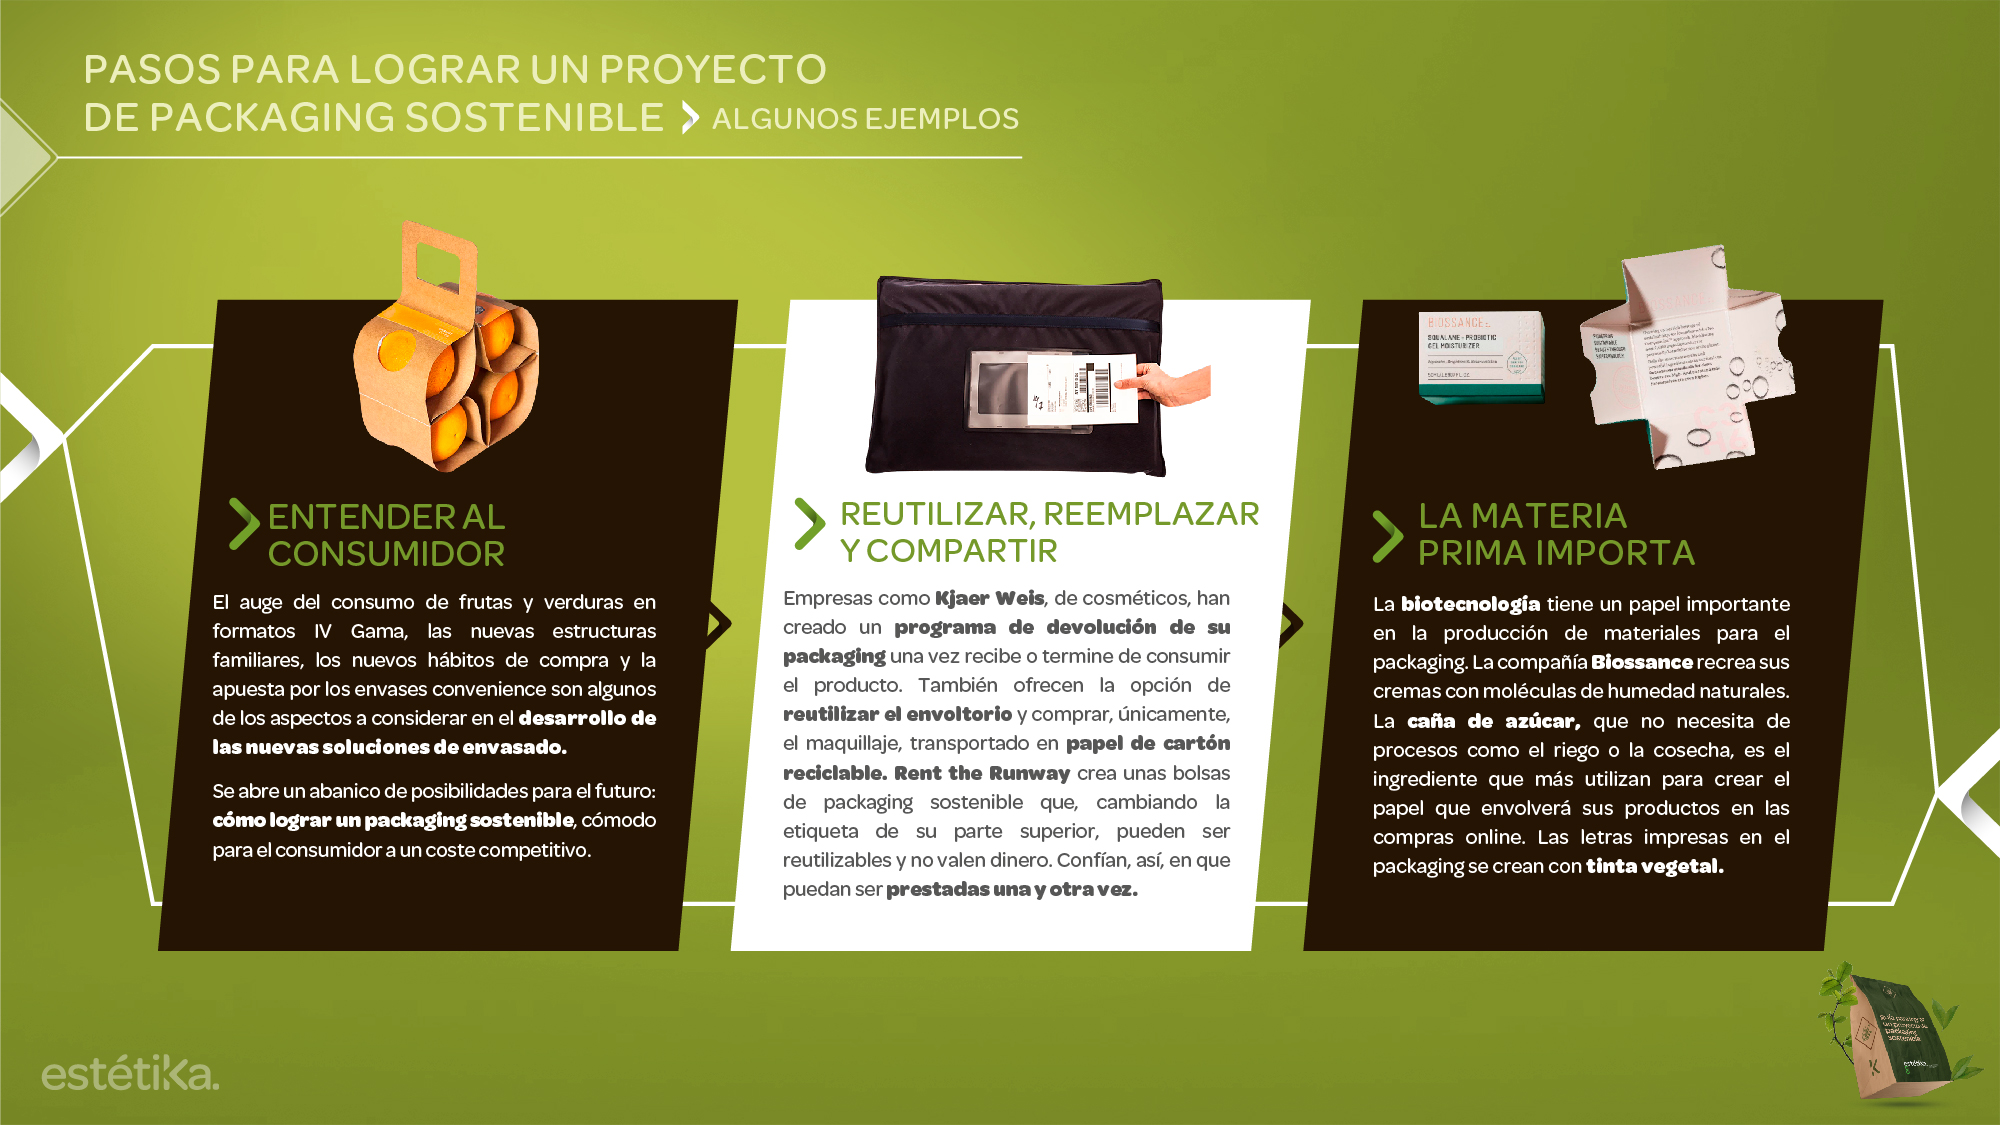 PASOS PARA LOGRAR UN PROYECTO
DE PACKAGING SOSTENIBLE
ALGUNOS EJEMPLOS
ENTENDER AL
CONSUMIDOR
El auge del consumo de frutas y verduras en
formatos IV Gama, las nuevas estructuras
familiares, los nuevos hábitos de compra y la
apuesta por los envases convenience son algunos
de los aspectos a considerar en el desarrollo de
las nuevas soluciones de envasado.
Se abre un abanico de posibilidades para el futuro:
cómo lograr un packaging sostenible, cómodo
para el consumidor a un coste competitivo.
REUTILIZAR, REEMPLAZAR
Y COMPARTIR
Empresas como Kjaer Weis, de cosméticos, han
creado un programa de devolución de su
packaging una vez recibe o termine de consumir
el producto. También ofrecen la opción de
reutilizar el envoltorio y comprar, únicamente,
el maquillaje, transportado en papel de cartón
reciclable. Rent the Runway crea unas bolsas
de packaging sostenible que, cambiando la
etiqueta de su parte superior, pueden ser
reutilizables y no valen dinero. Confían, así, en que
puedan ser prestadas una y otra vez.
BIOSSANCE
SQUALANE + PROBIOTIC
GEL MOISTURIZER
LA MATERIA
PRIMA IMPORTA
La biotecnología tiene un papel importante
en la producción de materiales para el
packaging. La compañía Biossance recrea sus
cremas con moléculas de humedad naturales.
La caña de azúcar, que no necesita de
procesos como el riego o la cosecha, es el
ingrediente que más utilizan para crear el
papel que envolverá sus productos en las
compras online. Las letras impresas en el
packaging se crean con tinta vegetal.
estétika.
un proyecto de
packaging
sostenible
estétika.